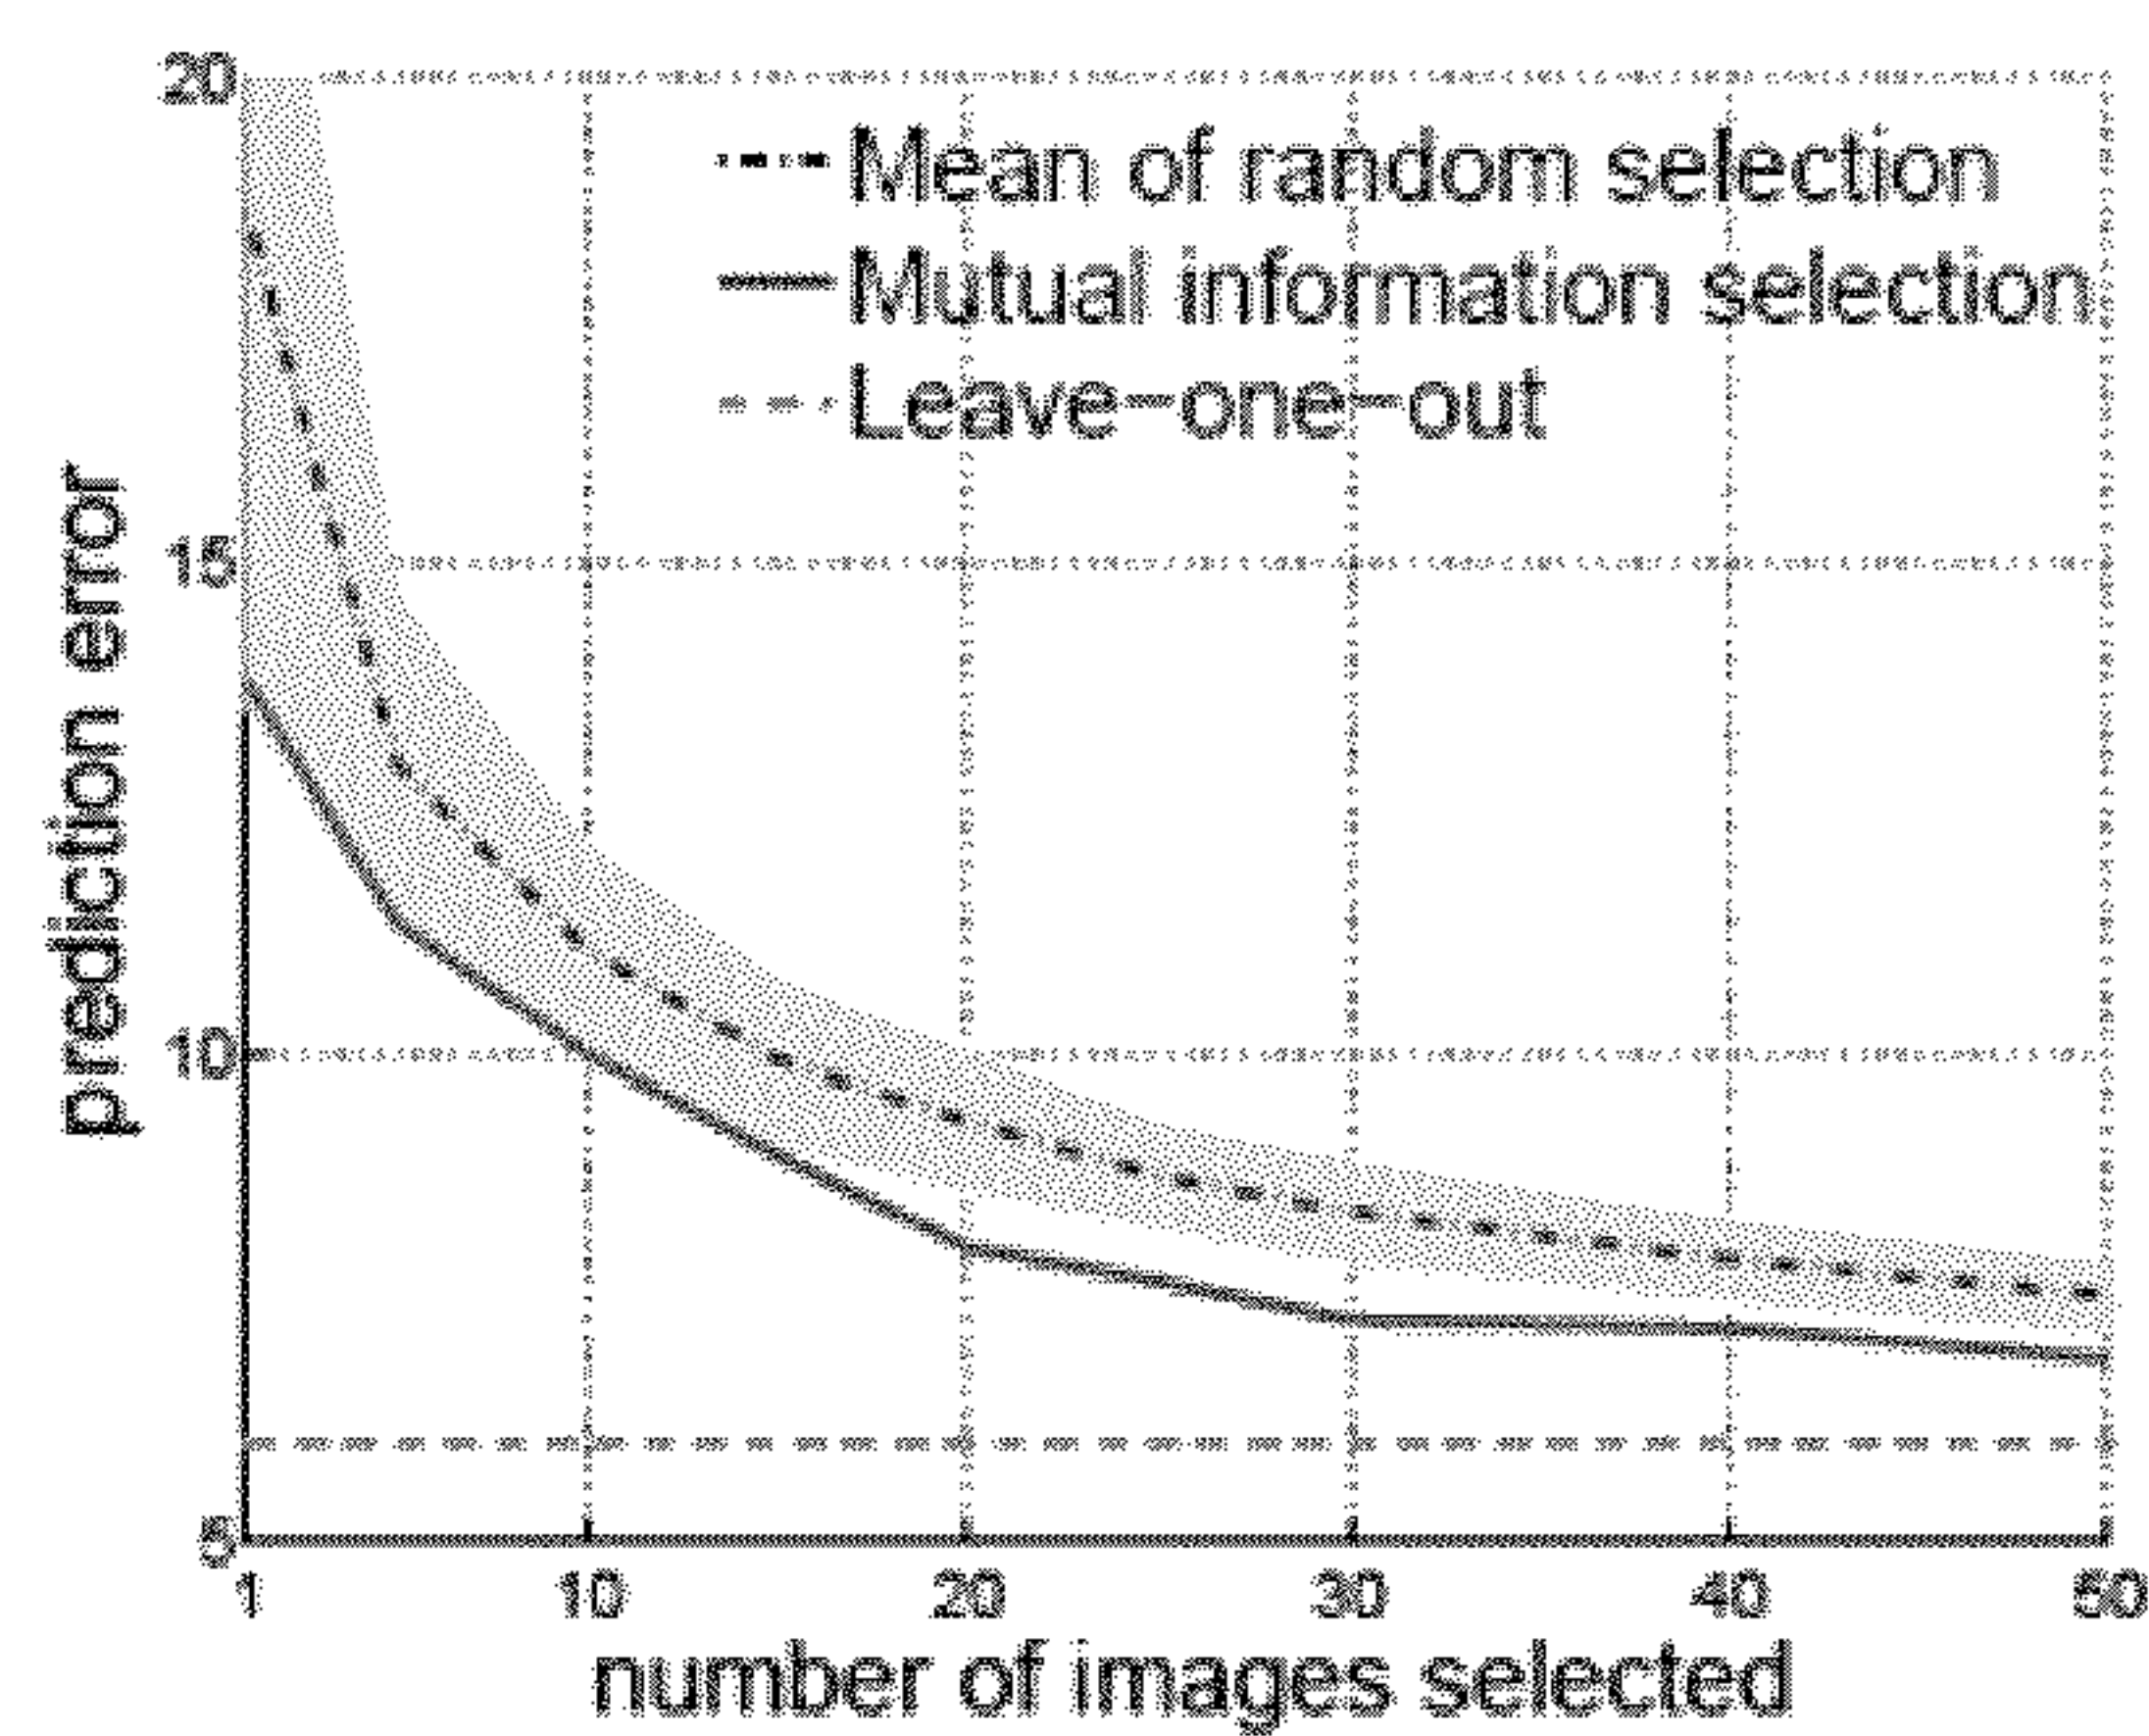 20
Mean of random selection
Mutual information selection
Leave-one-out
prediction error
15
10
5
1 10 20 30 40 50
number of images selected